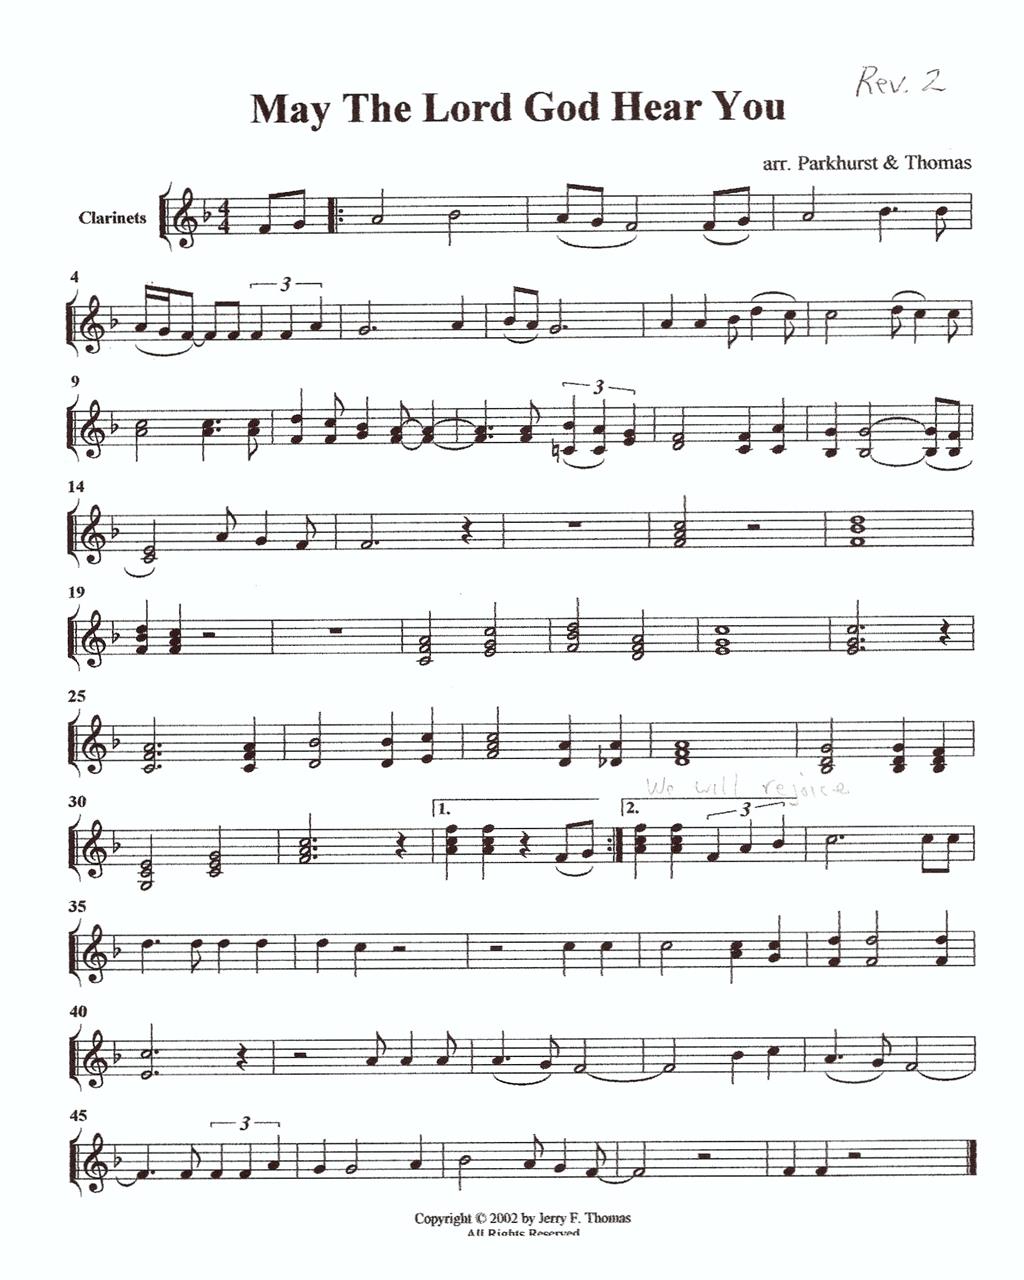 Rev. 2
May The Lord God Hear You
arr. Parkhurst & Thomas
Clarinets
4
4
3
4
3
9
3
14
19
25
We will rejoice
30
1.
2.
3
35
40
45
3
Copyright © 2002 by Jerry F. Thomas
All Rights Reserved